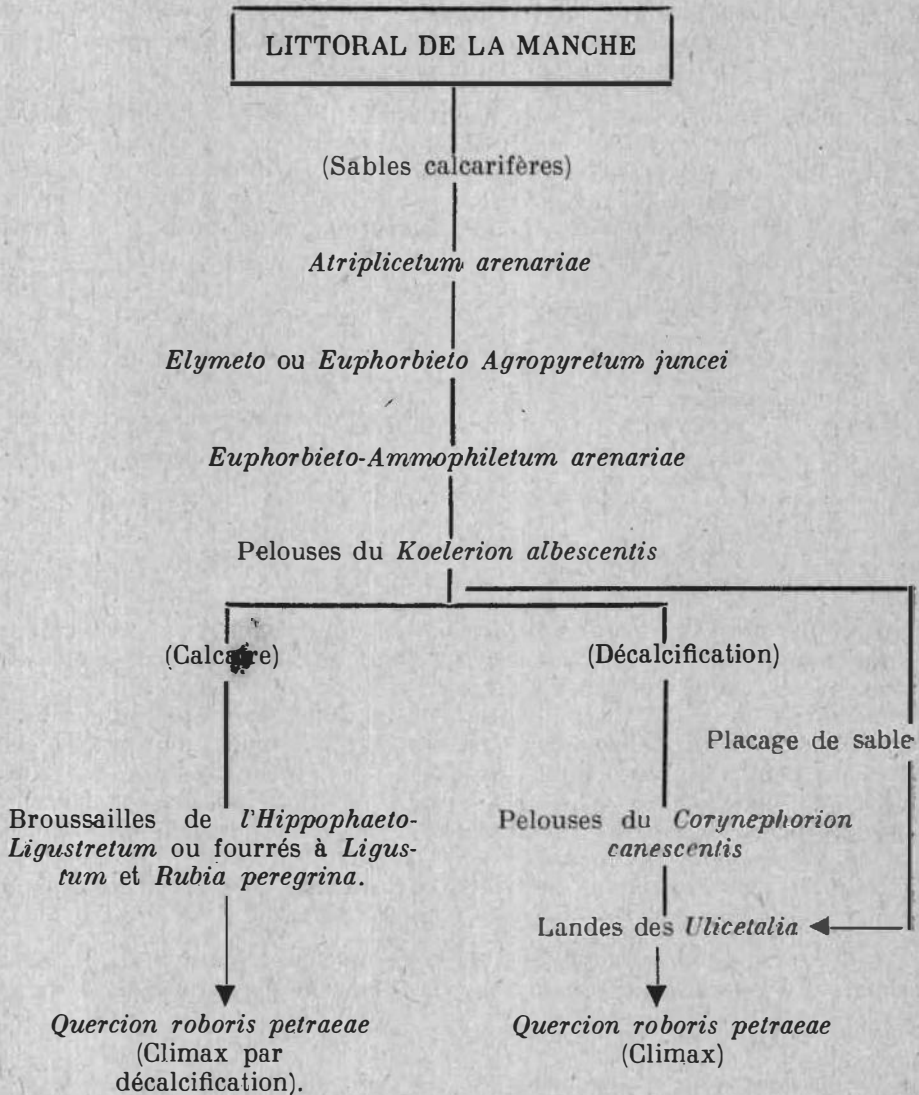 LITTORAL DE LA MANCHE
(Sables calcarifères)
Atriplicetum arenariae
Elymeto ou Euphorbieto Agropyretum juncei
Euphorbieto-Ammophiletum arenariae
Pelouses du Koelerion albescentis
(Calcaire)
(Décalcification)
Placage de sable
Broussailles de l'Hippophaeto-
Ligustretum ou fourrés à Ligus-
tum et Rubia peregrina.
Pelouses du Corynephorion
canescentis
Landes des Ulicetalia
Quercion roboris petraeae
(Climax par
décalcification).
Quercion roboris petraeae
(Climax)